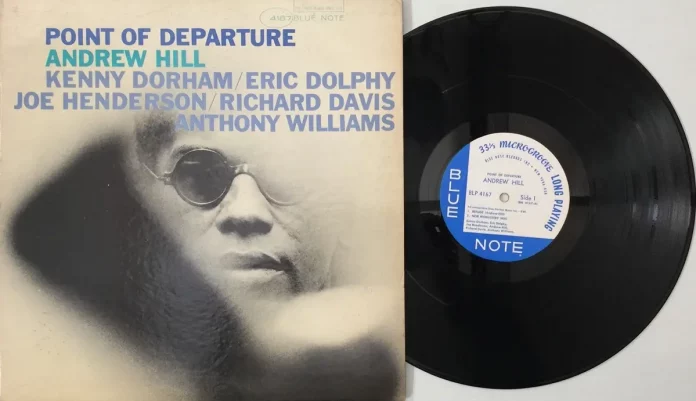 4167 BLUE NOTE
POINT OF DEPARTURE
ANDREW HILL
KENNY DORHAM/ERIC DOLPHY
JOE HENDERSON/RICHARD DAVIS
ANTHONY WILLIAMS
33⅓ MICROGROOVE LONG PLAYING
POINT OF DEPARTURE
ANDREW HILL
BLP 4167
Side 1
BLUE
NOTE